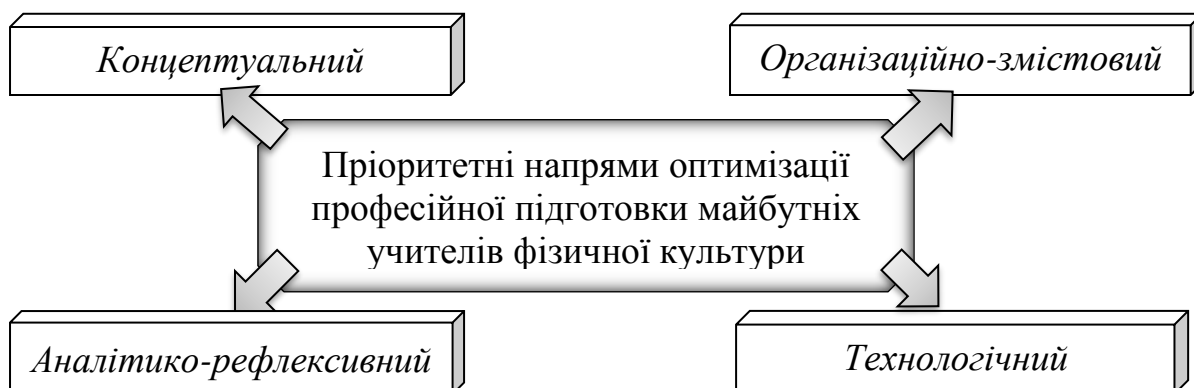 Концептуальний
Організаційно-змістовий
Пріоритетні напрями оптимізації
професійної підготовки майбутніх
учителів фізичної культури
Аналітико-рефлексивний
Технологічний